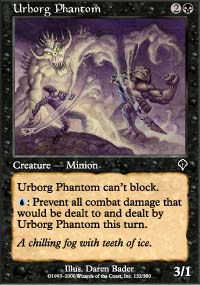 Urborg Phantom 2
Creature — Minion
Urborg Phantom can't block.
: Prevent all combat damage that
would be dealt to and dealt by
Urborg Phantom this turn.
A chilling fog with teeth of ice.
Illus. Daren Bader
©1993-2000 Wizards of the Coast, Inc. 132/350
3/1